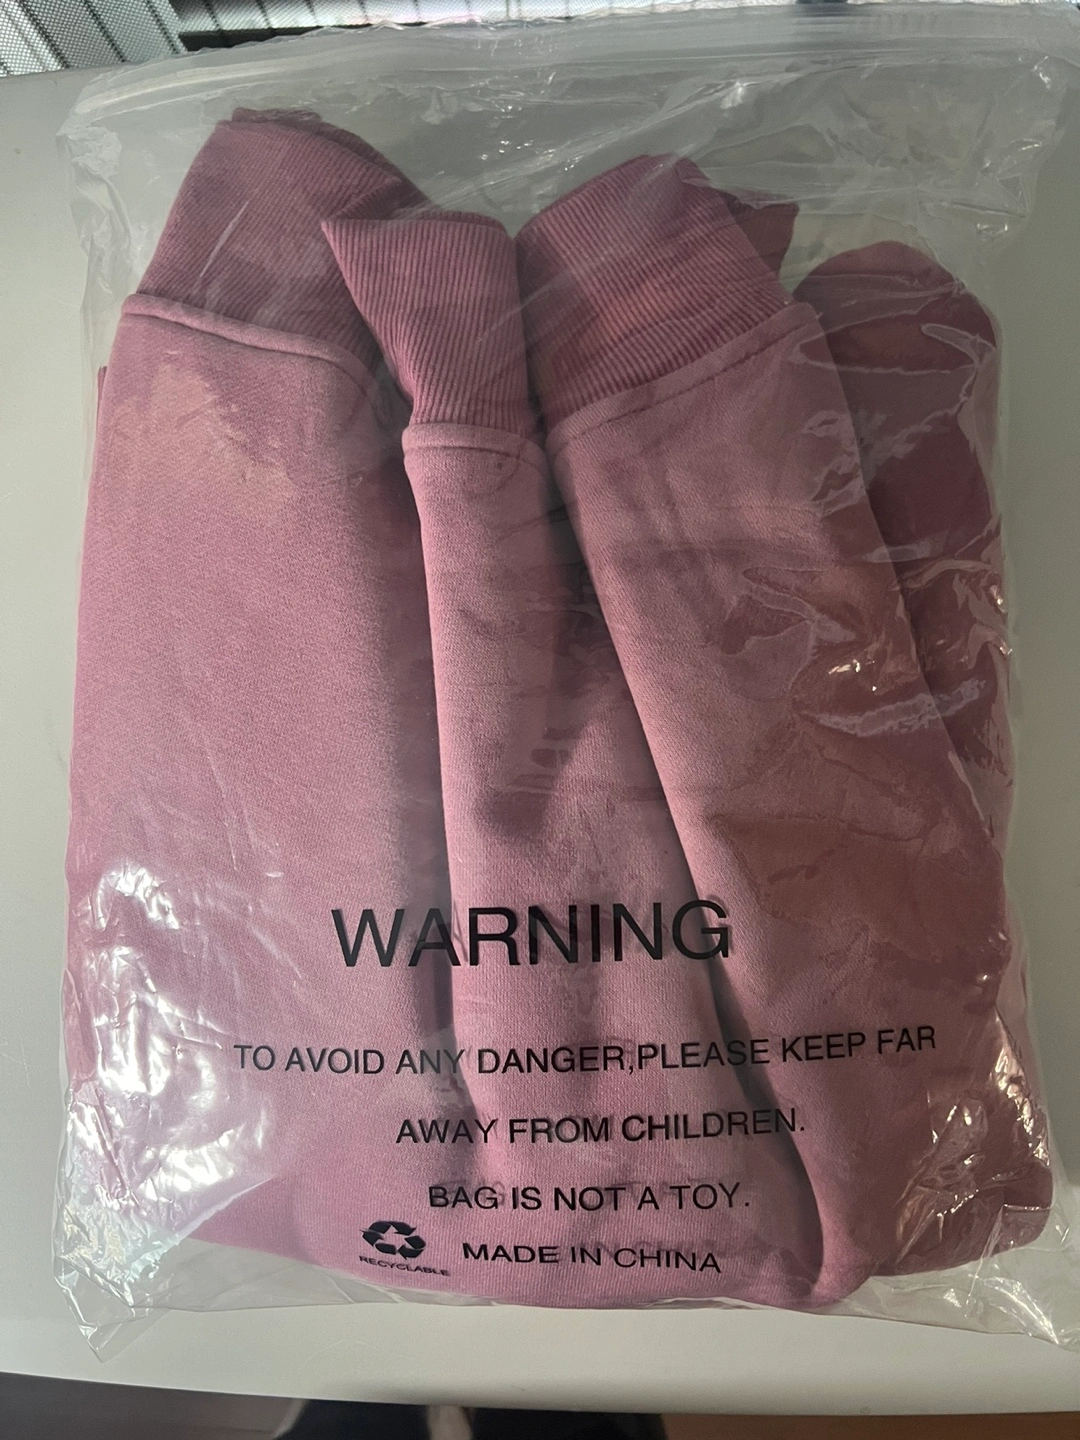 WARNING
TO AVOID ANY DANGER,PLEASE KEEP FAR
AWAY FROM CHILDREN.
BAG IS NOT A TOY.
RECYCLABLE
MADE IN CHINA